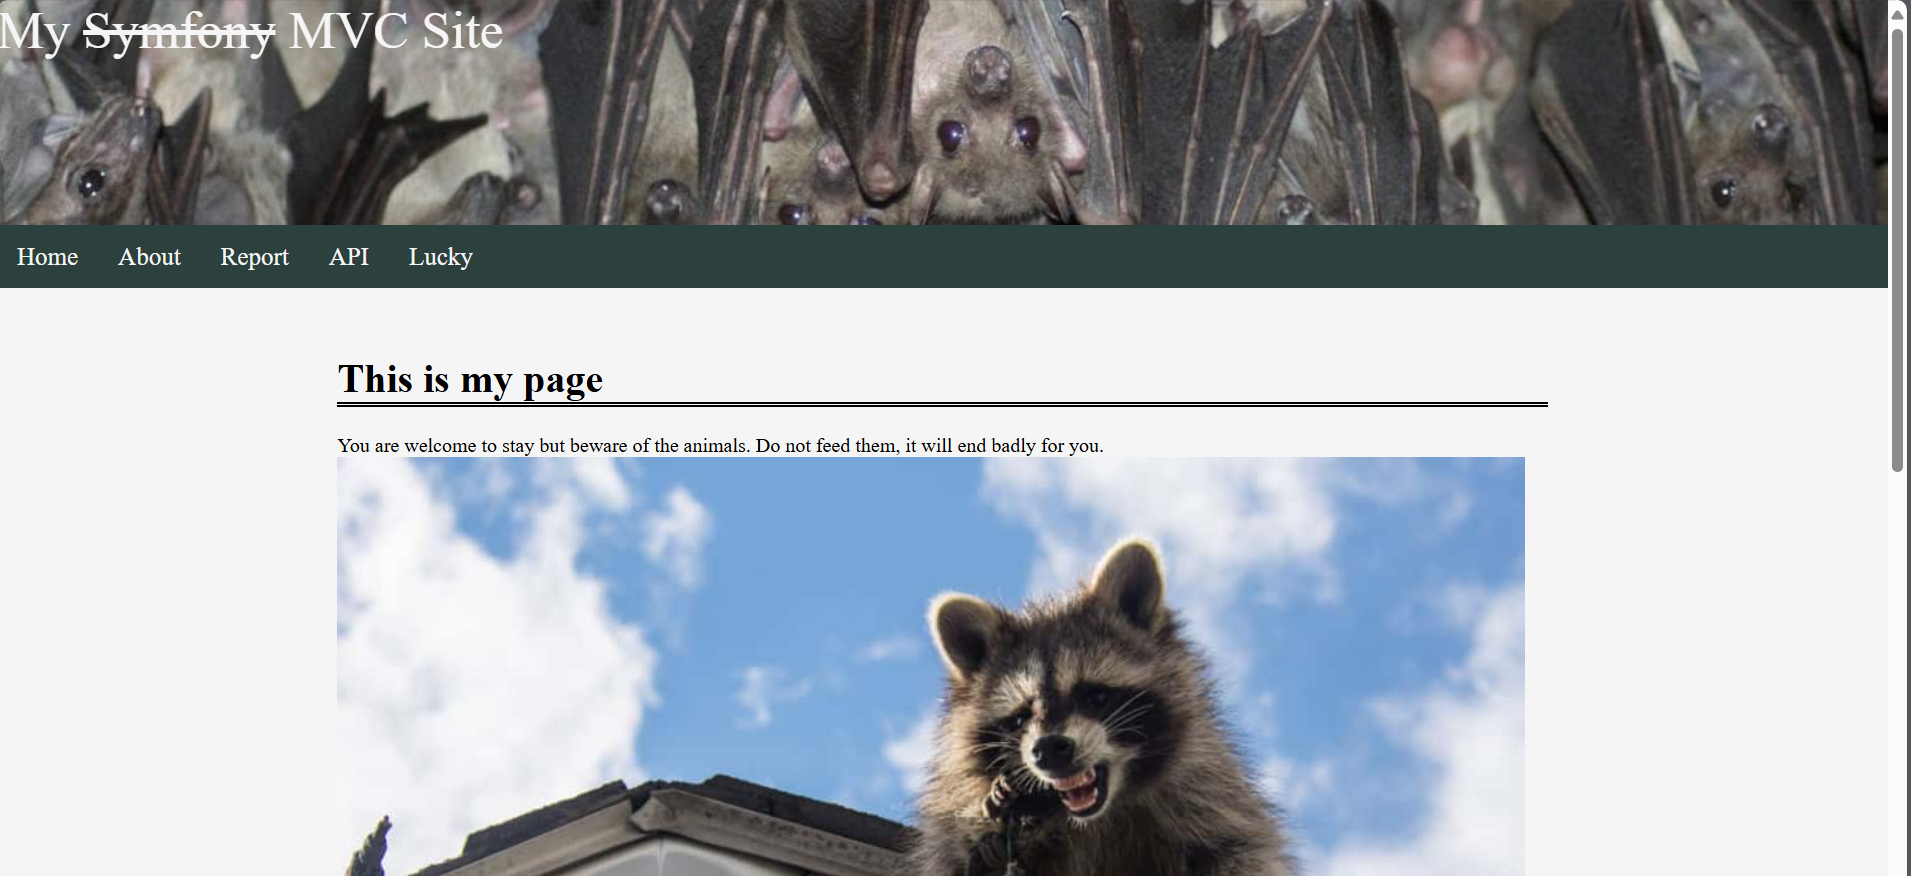 My Symfony MVC Site
Home About Report API Lucky
This is my page
You are welcome to stay but beware of the animals. Do not feed them, it will end badly for you.